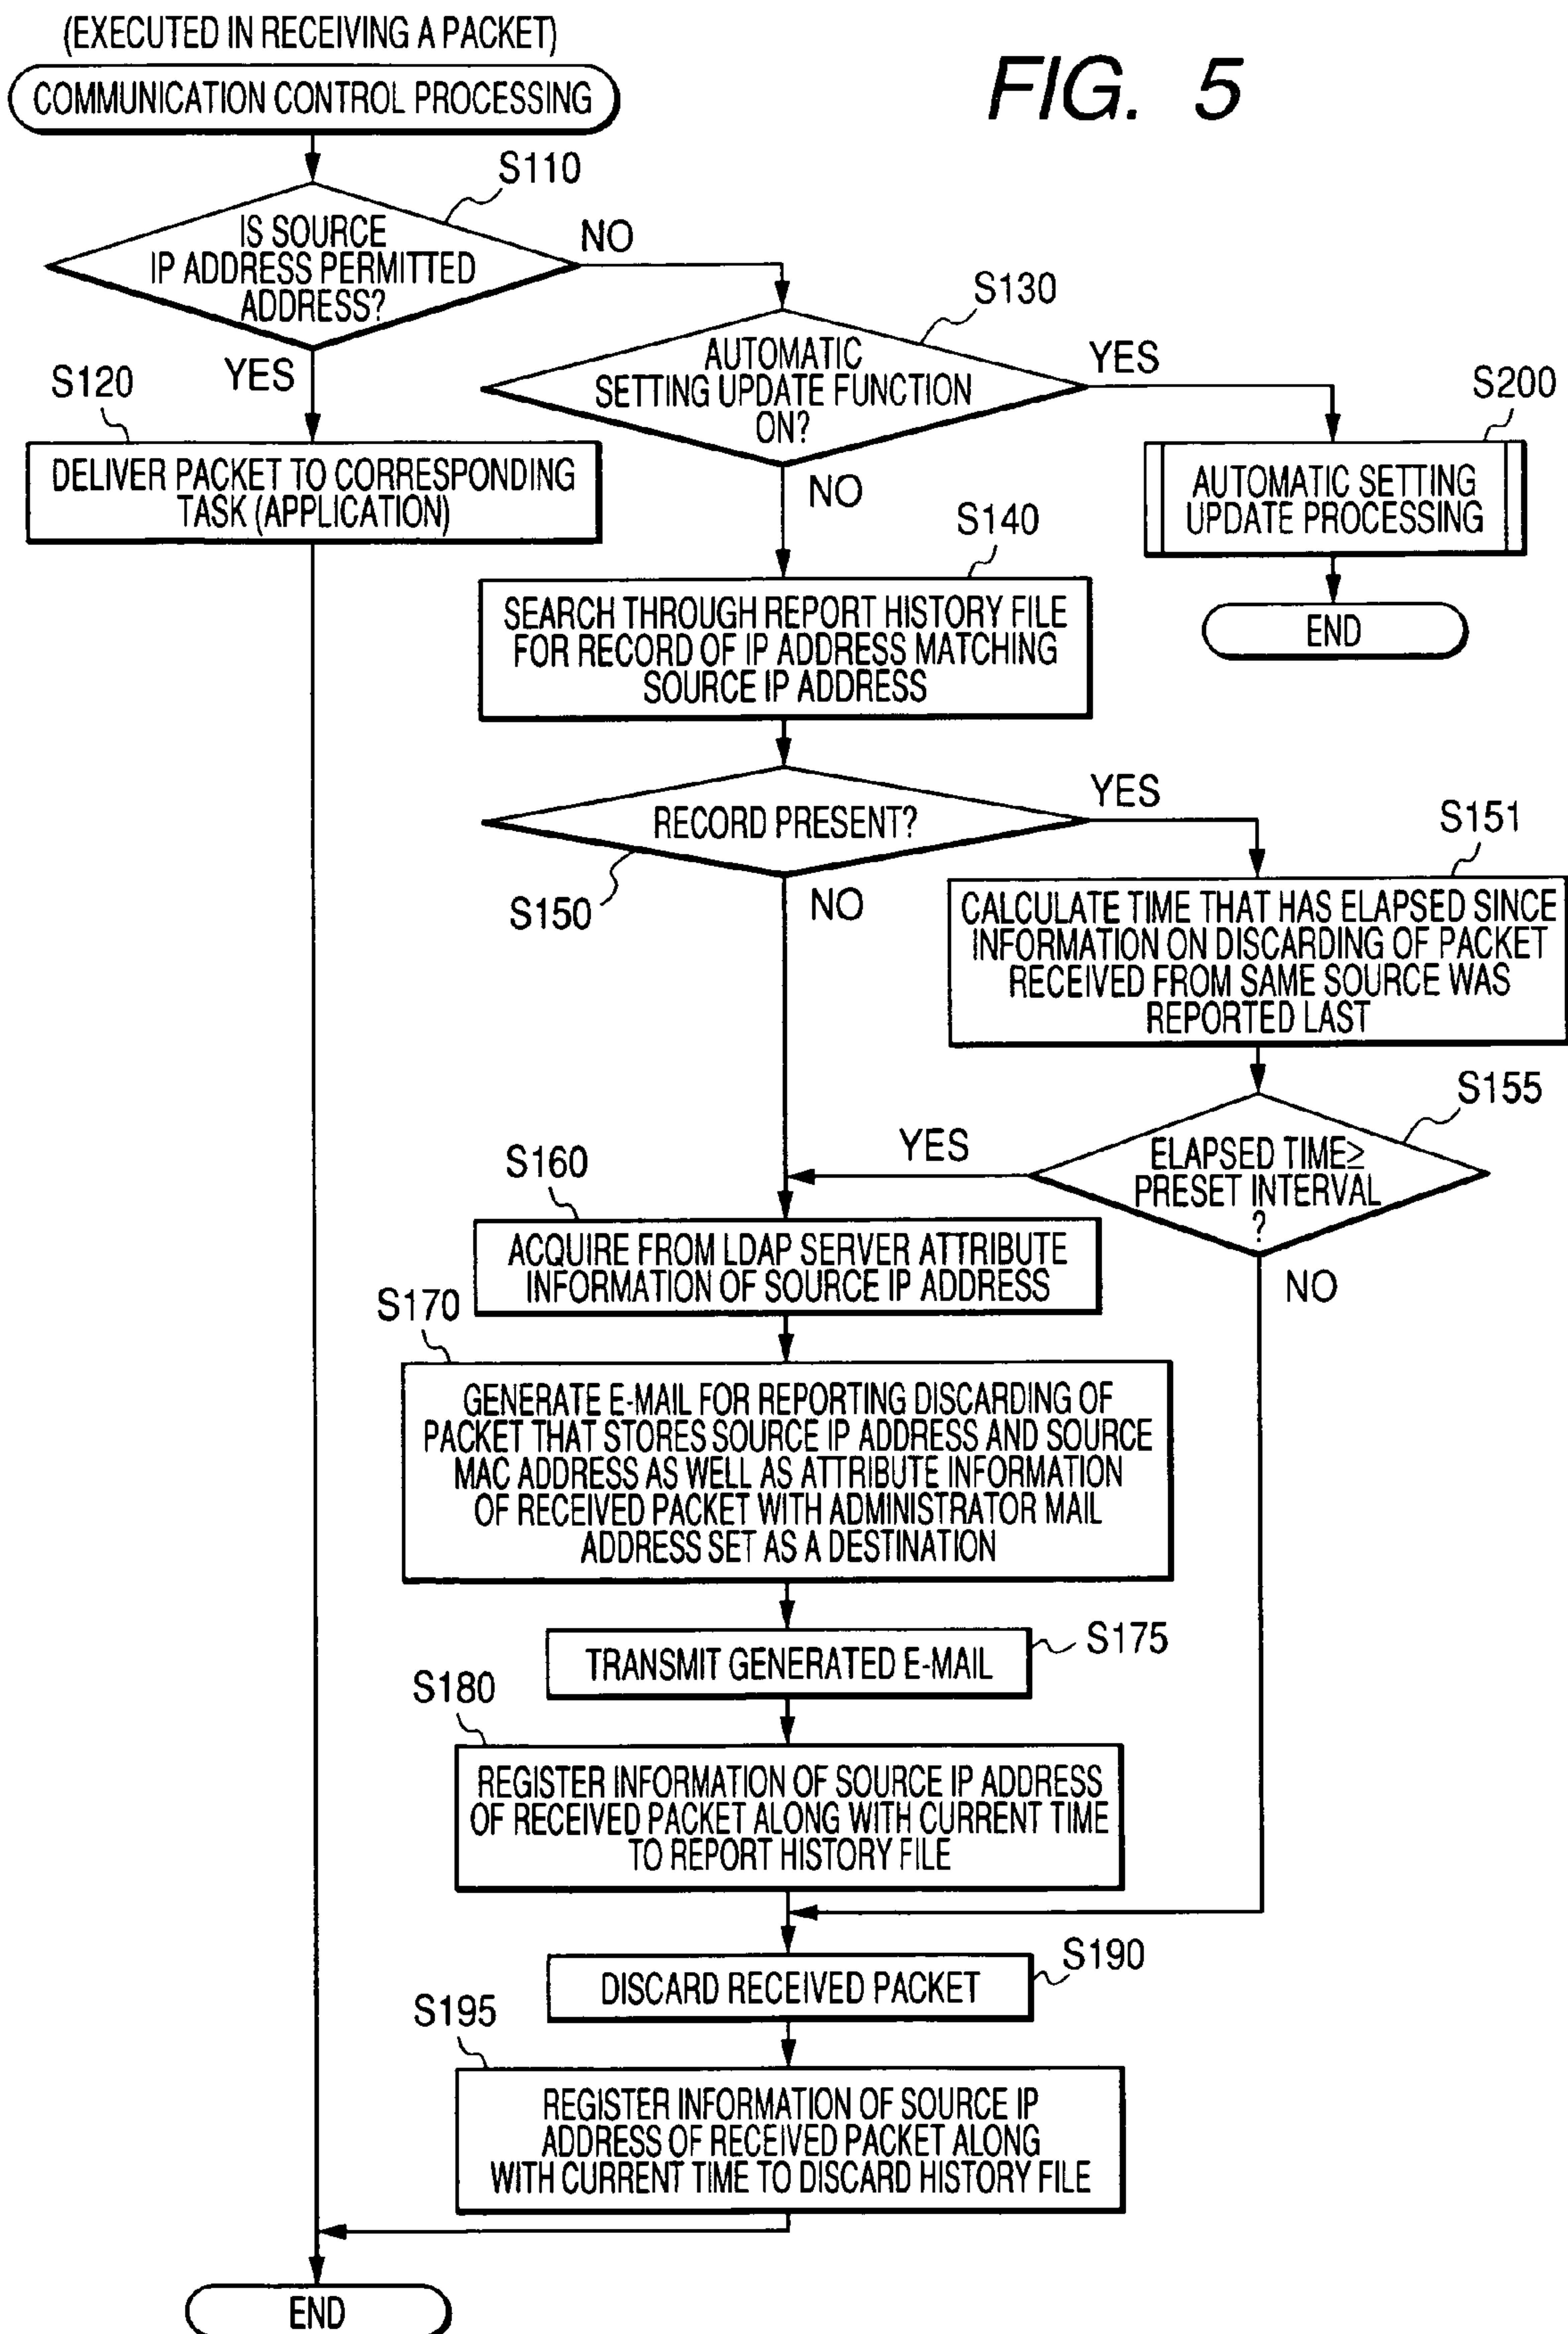 (EXECUTED IN RECEIVING A PACKET)
FIG. 5
COMMUNICATION CONTROL PROCESSING
S110
IS SOURCE
IP ADDRESS PERMITTED
ADDRESS?
NO
YES
S120
DELIVER PACKET TO CORRESPONDING
TASK (APPLICATION)
S130
AUTOMATIC
SETTING UPDATE FUNCTION
ON?
YES
NO
S200
AUTOMATIC SETTING
UPDATE PROCESSING
END
S140
SEARCH THROUGH REPORT HISTORY FILE
FOR RECORD OF IP ADDRESS MATCHING
SOURCE IP ADDRESS
RECORD PRESENT?
S150
YES
NO
S151
CALCULATE TIME THAT HAS ELAPSED SINCE
INFORMATION ON DISCARDING OF PACKET
RECEIVED FROM SAME SOURCE WAS
REPORTED LAST
S155
ELAPSED TIME≥
PRESET INTERVAL
?
YES
NO
S160
ACQUIRE FROM LDAP SERVER ATTRIBUTE
INFORMATION OF SOURCE IP ADDRESS
S170
GENERATE E-MAIL FOR REPORTING DISCARDING OF
PACKET THAT STORES SOURCE IP ADDRESS AND SOURCE
MAC ADDRESS AS WELL AS ATTRIBUTE INFORMATION
OF RECEIVED PACKET WITH ADMINISTRATOR MAIL
ADDRESS SET AS A DESTINATION
TRANSMIT GENERATED E-MAIL
S175
S180
REGISTER INFORMATION OF SOURCE IP ADDRESS
OF RECEIVED PACKET ALONG WITH CURRENT TIME
TO REPORT HISTORY FILE
DISCARD RECEIVED PACKET
S190
S195
REGISTER INFORMATION OF SOURCE IP
ADDRESS OF RECEIVED PACKET ALONG
WITH CURRENT TIME TO DISCARD HISTORY FILE
END